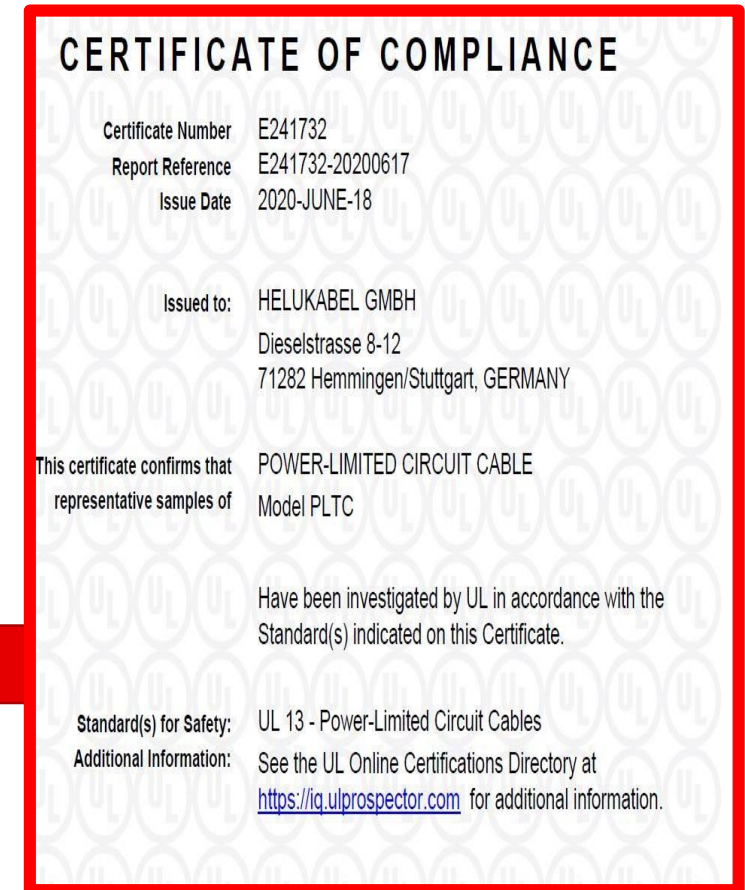 CERTIFICATE OF COMPLIANCE
Certificate Number E241732
Report Reference E241732-20200617
Issue Date 2020-JUNE-18
Issued to: HELUKABEL GMBH
Dieselstrasse 8-12
71282 Hemmingen/Stuttgart, GERMANY
This certificate confirms that POWER-LIMITED CIRCUIT CABLE
representative samples of Model PLTC
Have been investigated by UL in accordance with the
Standard(s) indicated on this Certificate.
Standard(s) for Safety: UL 13 - Power-Limited Circuit Cables
Additional Information: See the UL Online Certifications Directory at
https://iq.ulprospector.com for additional information.